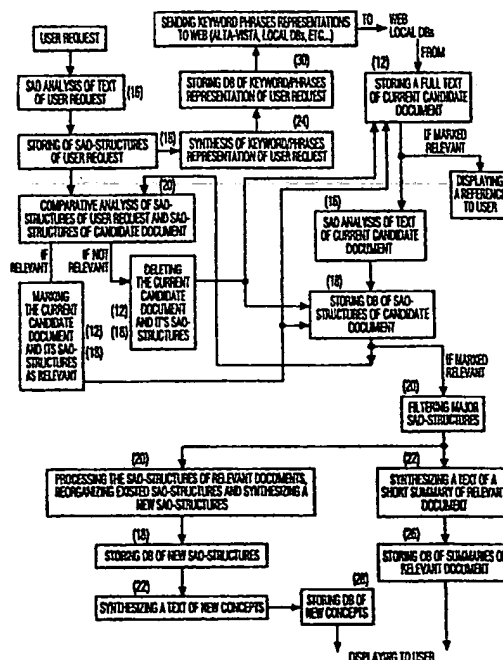 USER REQUEST
SAO ANALYSIS OF TEXT
OF USER REQUEST
(16)
STORING OF SAO-STRUCTURES
OF USER REQUEST
(18)
SYNTHESIS OF KEYWORD/PHRASES
REPRESENTATION OF USER REQUEST
(24)
STORING DB OF KEYWORD/PHRASES
REPRESENTATION OF USER REQUEST
(30)
SENDING KEYWORD PHRASES REPRESENTATIONS
TO WEB (ALTA-VISTA, LOCAL DBs, ETC...)
TO
WEB
LOCAL DBs
FROM
(12)
STORING A FULL TEXT
OF CURRENT CANDIDATE
DOCUMENT
IF MARXED
RELEVANT
DISPLAYING
A REFERENCE
TO USER
(16)
SAO ANALYSIS OF TEXT
OF CURRENT CANDIDATE
DOCUMENT
(18)
STORING DB OF SAO-
STRUCTURES OF CANDIDATE
DOCUMENT
(20)
COMPARATIVE ANALYSIS OF SAO-
STRUCTURES OF USER REQUEST AND SAO-
STRUCTURES OF CANDIDATE DOCUMENT
IF
RELEVANT
IF NOT
RELEVANT
MARKING
THE CURRENT
CANDIDATE
DOCUMENT
AND ITS SAO-
STRUCTURES
AS RELEVANT
(12)
(18)
DELETING
THE CURRENT
CANDIDATE
DOCUMENT
AND IT'S SAO-
STRUCTURES
(12)
(18)
IF MARXED
RELEVANT
(20)
FILTERING MAJOR
SAO-STRUCTURES
(20)
PROCESSING THE SAO-STRUCTURES OF RELEVANT DOCUMENTS,
REORGANIZING EXISTED SAO-STRUCTURES AND SYNTHESIZING A
NEW SAO-STRUCTURES
(18)
STORING DB OF NEW SAO-STRUCTURES
(22)
SYNTHESIZING A TEXT OF NEW CONCEPTS
(28)
STORING DB OF
NEW CONCEPTS
(22)
SYNTHESIZING A TEXT OF A
SHORT SUMMARY OF RELEVANT
DOCUMENT
(26)
STORING DB OF SUMMARIES OF
RELEVANT DOCUMENT
DISPLAYING TO USER